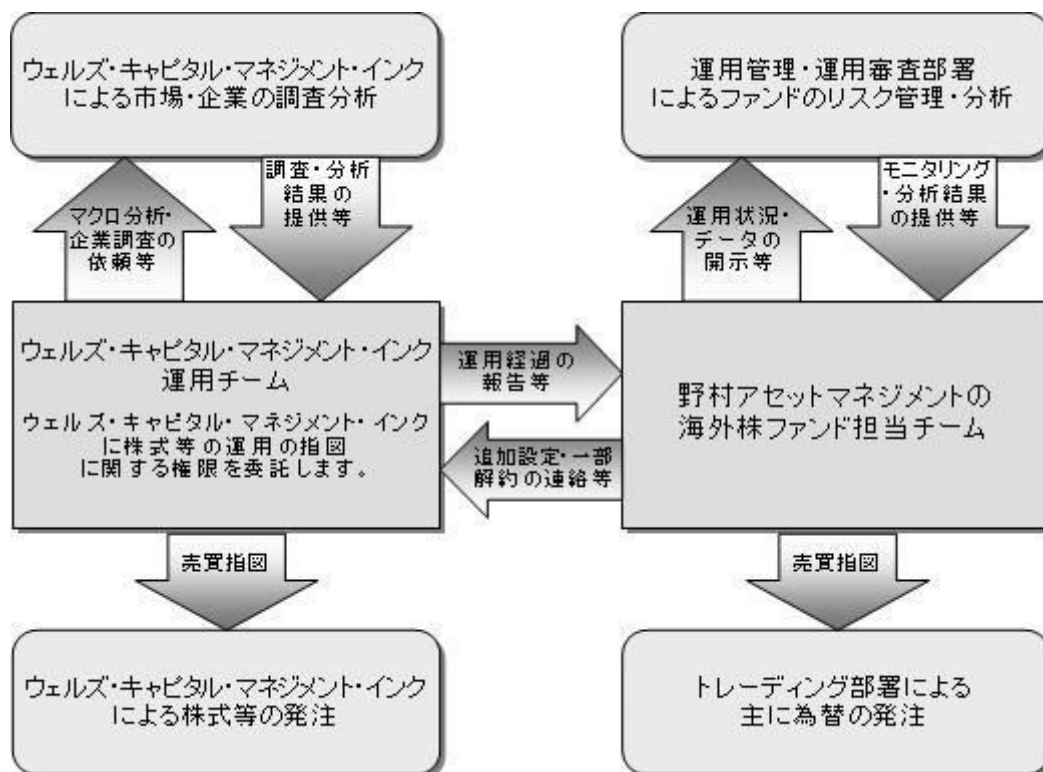 ウェルズ・キャピタル・マネジメント・インク
による市場・企業の調査分析
運用管理・運用審査部署
によるファンドのリスク管理・分析
マクロ分析・
企業調査の
依頼等
調査・分析
結果の
提供等
運用状況・
データの
開示等
モニタリング
・分析結果
の提供等
ウェルズ・キャピタル・マネジメント・インク
運用チーム
ウェルズ・キャピタル・マネジメント・インク
に株式等の運用の指図
に関する権限を委託します。
運用経過の
報告等
追加設定・一部
解約の連絡等
野村アセットマネジメントの
海外株ファンド担当チーム
売買指図
売買指図
ウェルズ・キャピタル・マネジメント・インク
による株式等の発注
トレーディング部署による
主に為替の発注